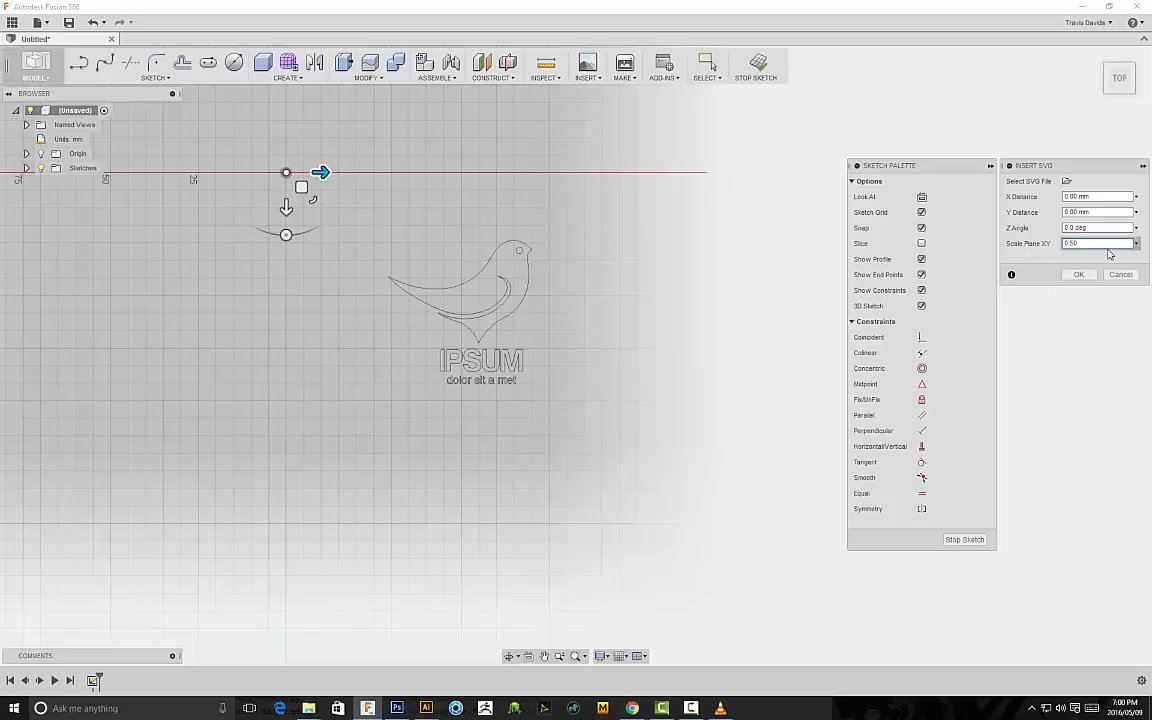 Autodesk Fusion 360
Travis Davids
Untitled*
MODEL
SKETCH
CREATE
MODIFY
ASSEMBLE
CONSTRUCT
INSPECT
INSERT
MAKE
ADD-INS
SELECT
STOP SKETCH
TOP
BROWSER
(Unsaved)
Named Views
Units: mm
Origin
Sketches
75
50
25
IPSUM
dolor sit a met
SKETCH PALETTE
Options
Look At
Sketch Grid
Snap
Slice
Show Profile
Show End Points
Show Constraints
3D Sketch
Constraints
Coincident
Colinear
Concentric
Midpoint
Fix/UnFix
Parallel
Perpendicular
Horizontal/Vertical
Tangent
Smooth
Equal
Symmetry
Stop Sketch
INSERT SVG
Select SVG File
X Distance 0.00 mm
Y Distance 0.00 mm
Z Angle 0.0 deg
Scale Plane XY 0.50
OK Cancel
COMMENTS
Ask me anything
7:00 PM
2016/05/09